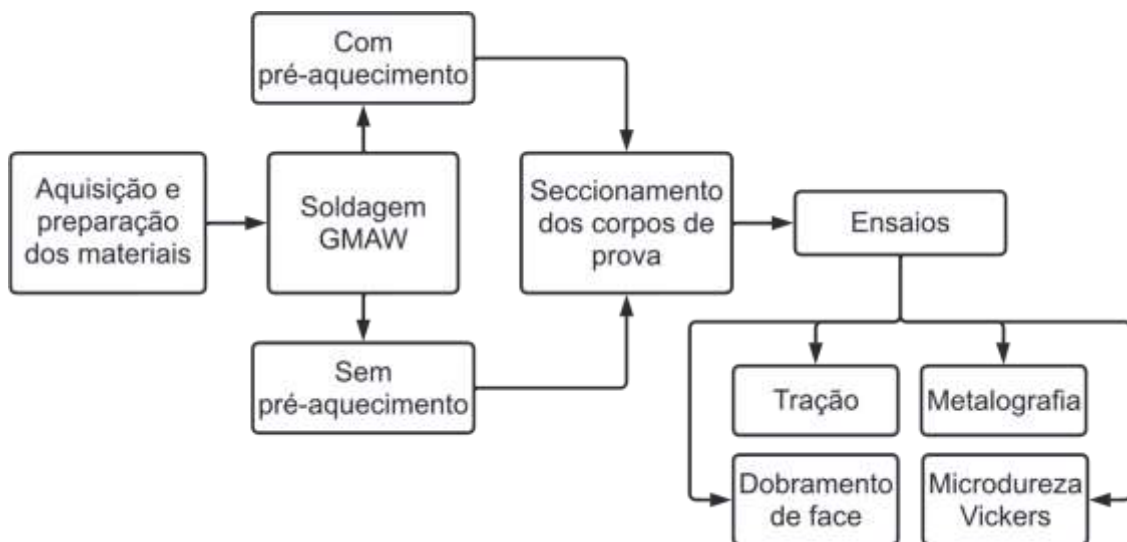 Com
pré-aquecimento
Aquisição e
preparação
dos materiais
Soldagem
GMAW
Seccionamento
dos corpos de
prova
Ensaios
Sem
pré-aquecimento
Tração
Metalografia
Dobramento
de face
Microdureza
Vickers